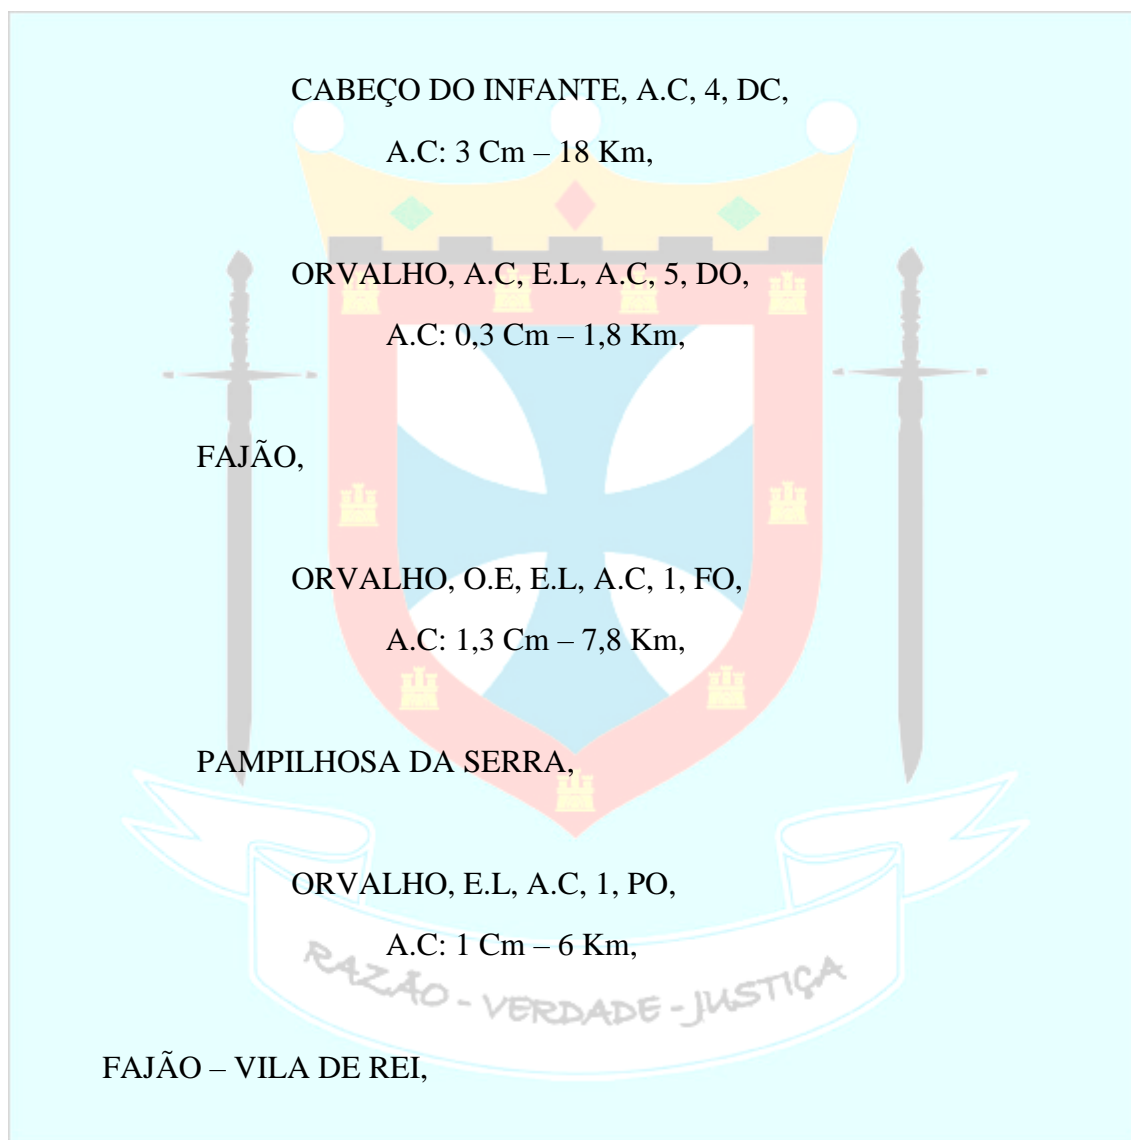 CABEÇO DO INFANTE, A.C, 4, DC,
A.C: 3 Cm – 18 Km,
ORVALHO, A.C, E.L, A.C, 5, DO,
A.C: 0,3 Cm – 1,8 Km,
FAJÃO,
ORVALHO, O.E, E.L, A.C, 1, FO,
A.C: 1,3 Cm – 7,8 Km,
PAMPILHOSA DA SERRA,
ORVALHO, E.L, A.C, 1, PO,
A.C: 1 Cm – 6 Km,
RAZÃO - VERDADE - JUSTIÇA
FAJÃO – VILA DE REI,